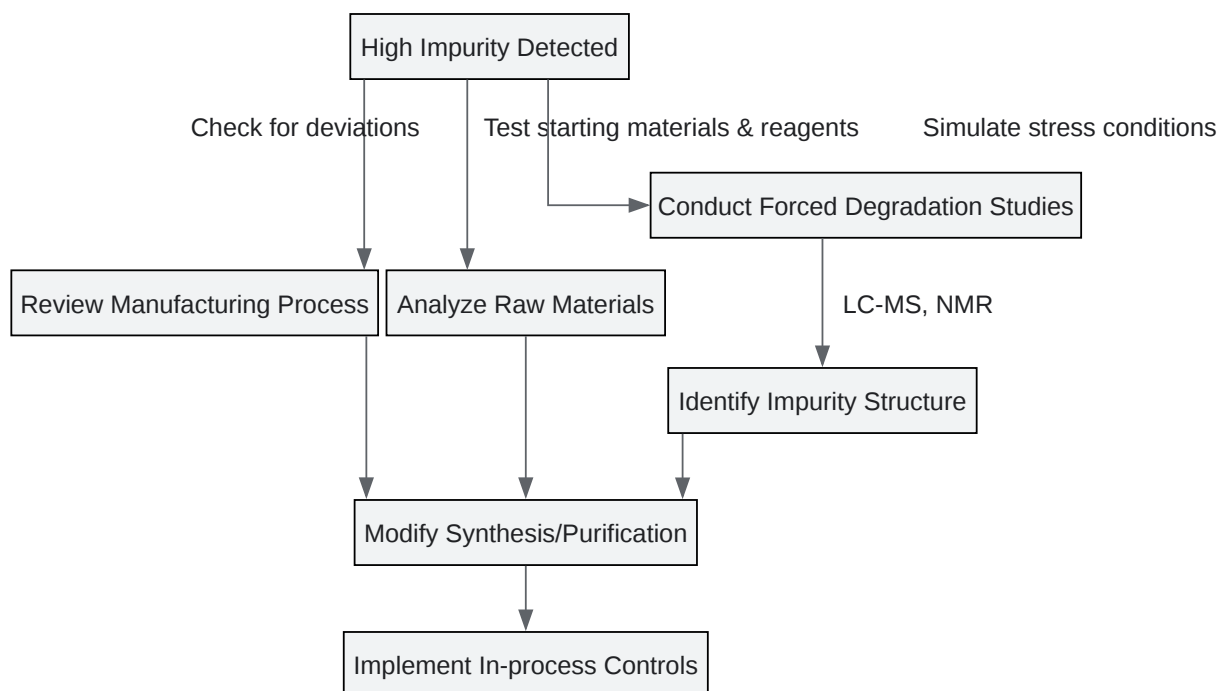 High Impurity Detected
Check for deviations
Test starting materials & reagents
Simulate stress conditions
Conduct Forced Degradation Studies
Review Manufacturing Process
Analyze Raw Materials
LC-MS, NMR
Identify Impurity Structure
Modify Synthesis/Purification
Implement In-process Controls